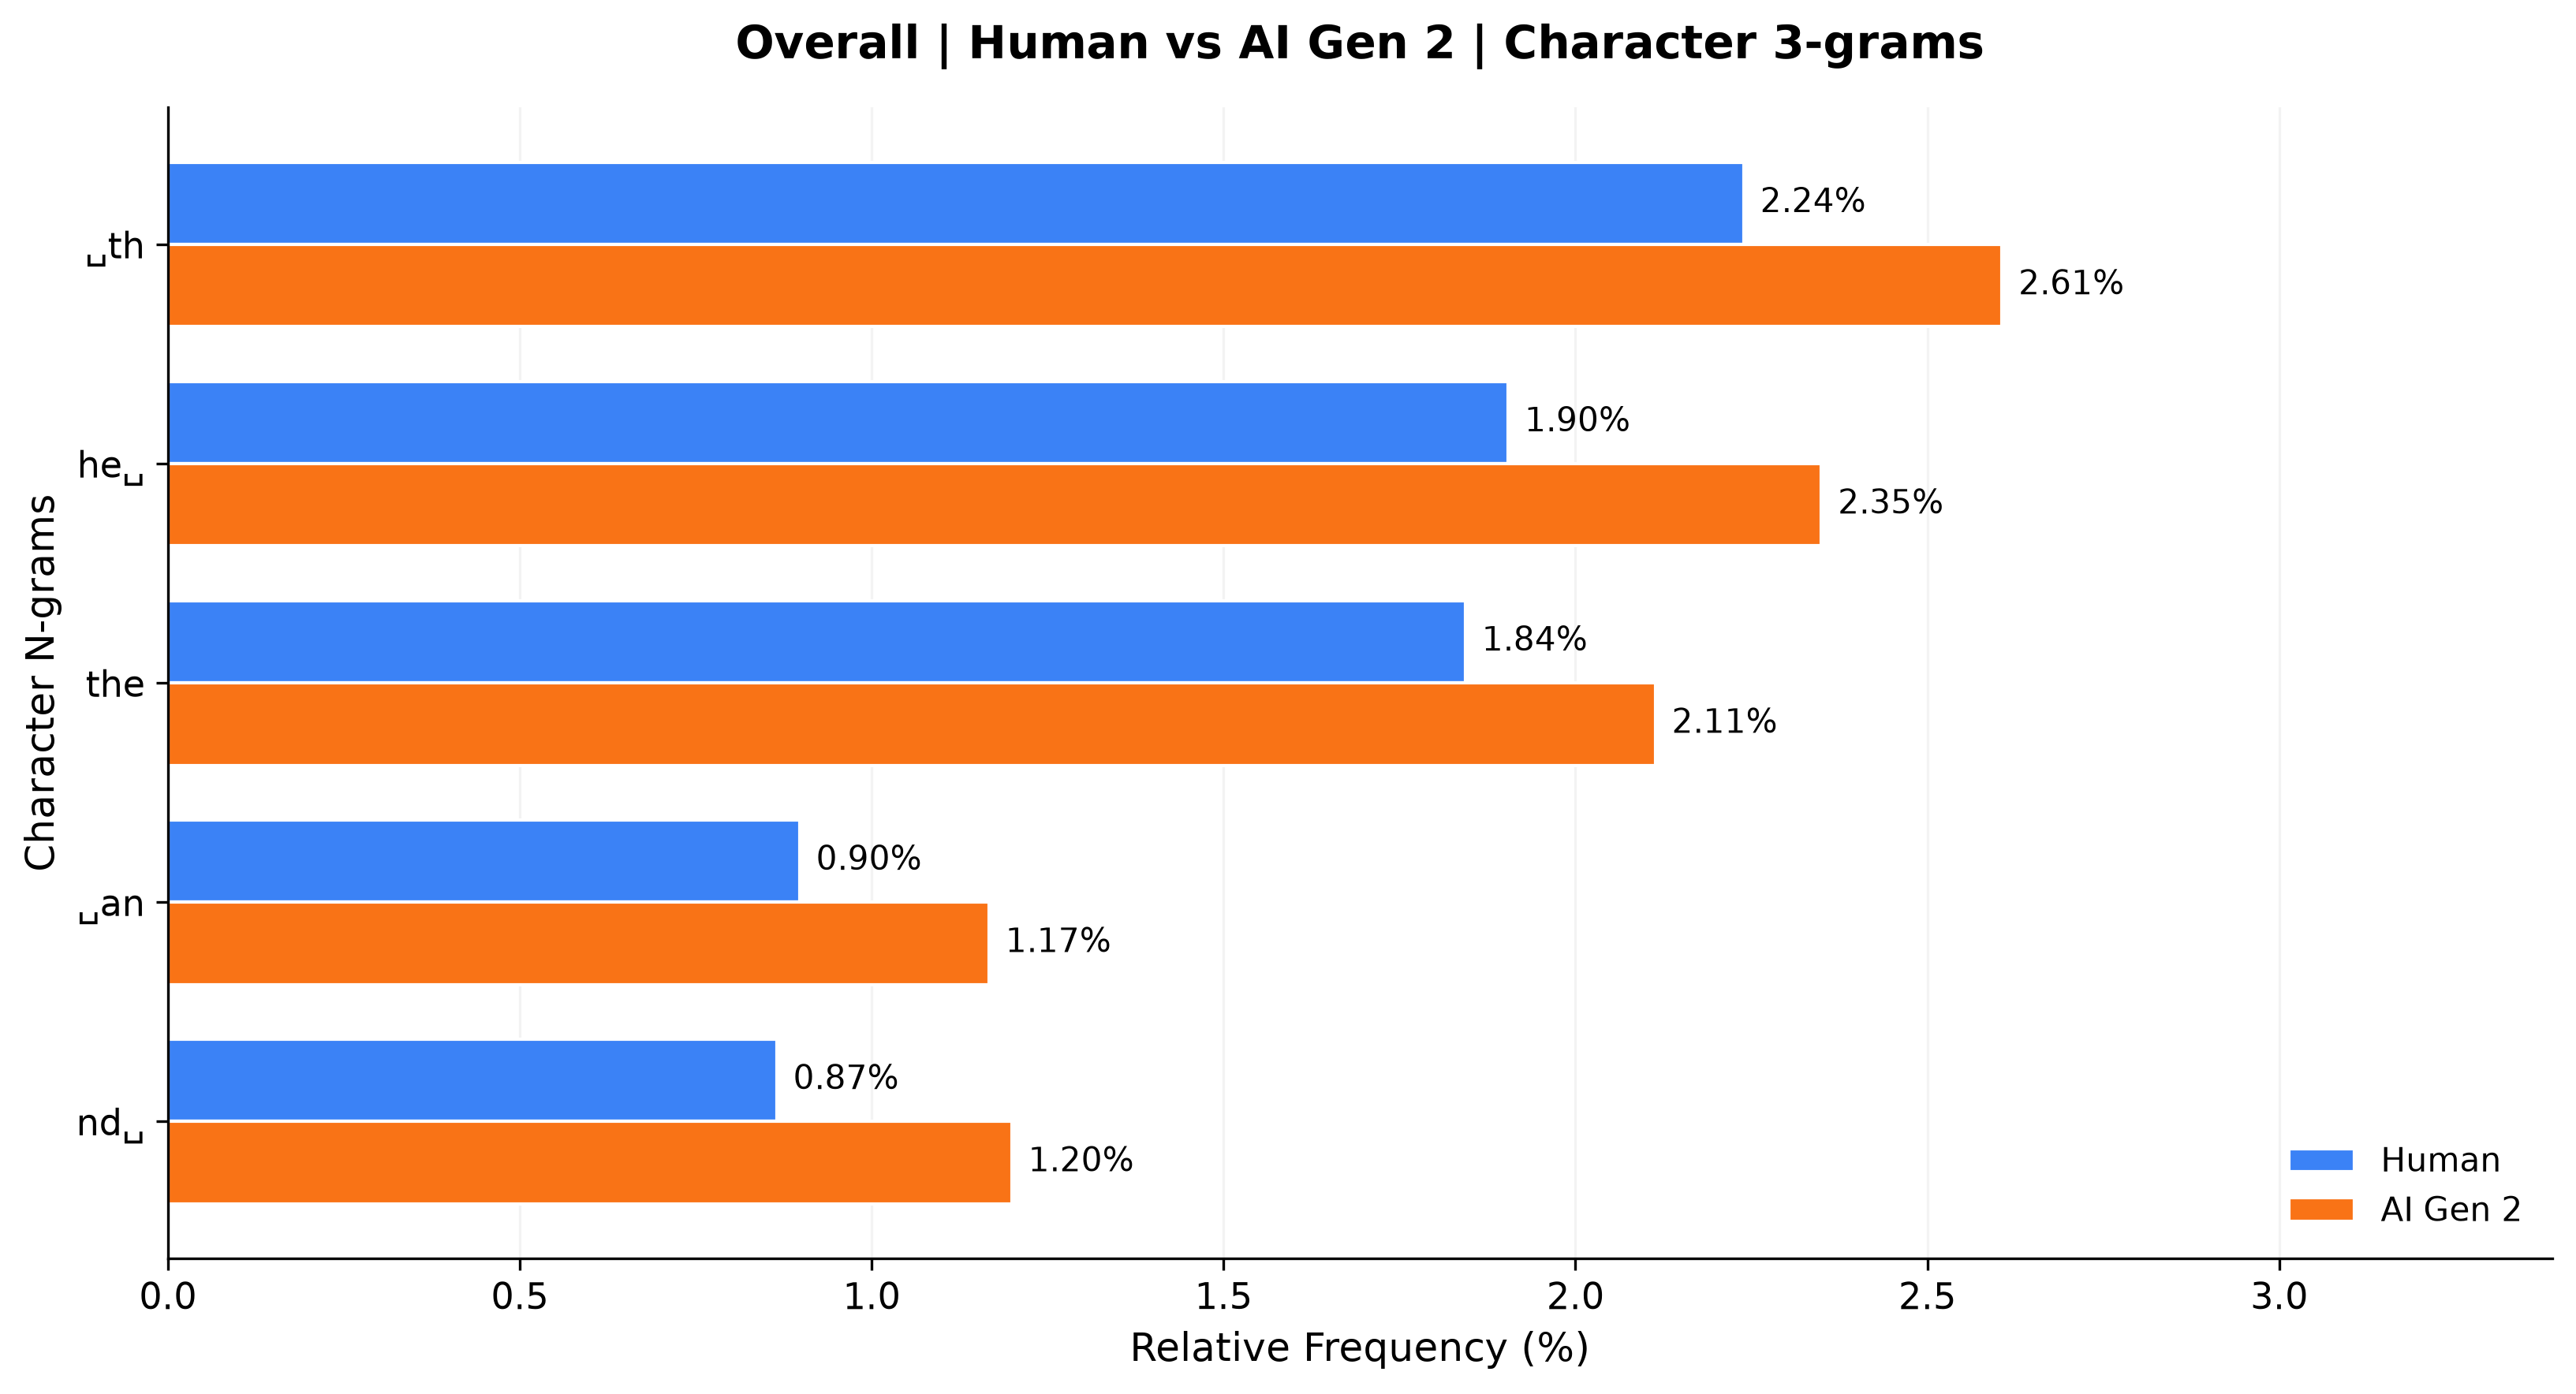 Overall | Human vs AI Gen 2 | Character 3-grams
Character N-grams
␣th
2.24%
2.61%
he␣
1.90%
2.35%
the
1.84%
2.11%
␣an
0.90%
1.17%
nd␣
0.87%
1.20%
Human
AI Gen 2
0.0 0.5 1.0 1.5 2.0 2.5 3.0
Relative Frequency (%)